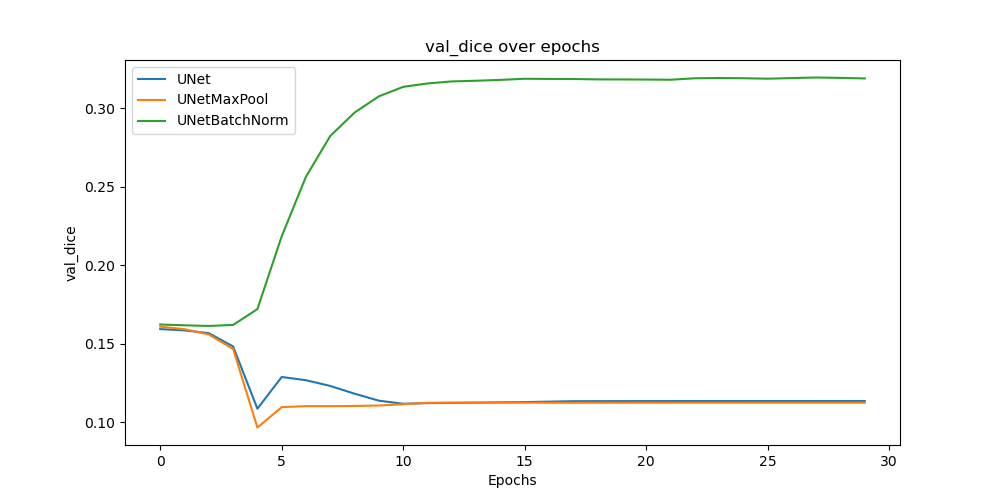 val_dice over epochs
UNet
UNetMaxPool
UNetBatchNorm
0.30
0.25
0.20
0.15
0.10
val_dice
0 5 10 15 20 25 30
Epochs